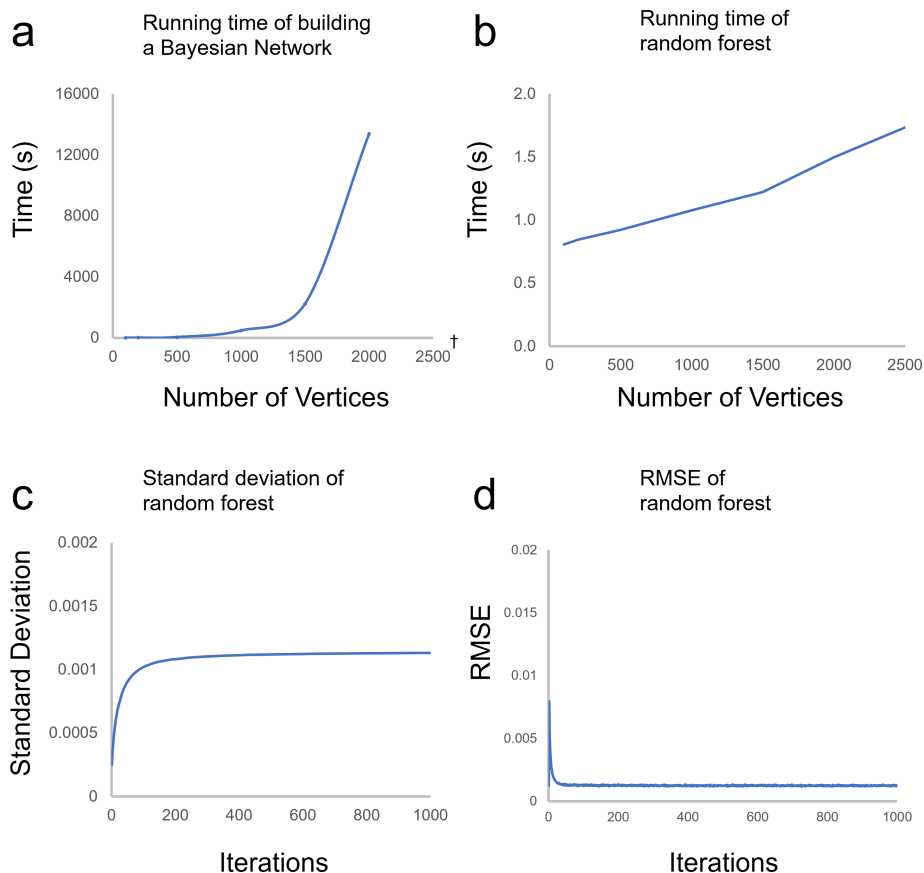 a
Running time of building
a Bayesian Network
16000
12000
8000
4000
0
Time (s)
0 500 1000 1500 2000 2500 †
Number of Vertices
b
Running time of
random forest
2.0
1.5
1.0
0.5
0.0
Time (s)
0 500 1000 1500 2000 2500
Number of Vertices
c
Standard deviation of
random forest
0.002
0.0015
0.001
0.0005
0
Standard Deviation
0 200 400 600 800 1000
Iterations
d
RMSE of
random forest
0.02
0.015
0.01
0.005
0
RMSE
0 200 400 600 800 1000
Iterations